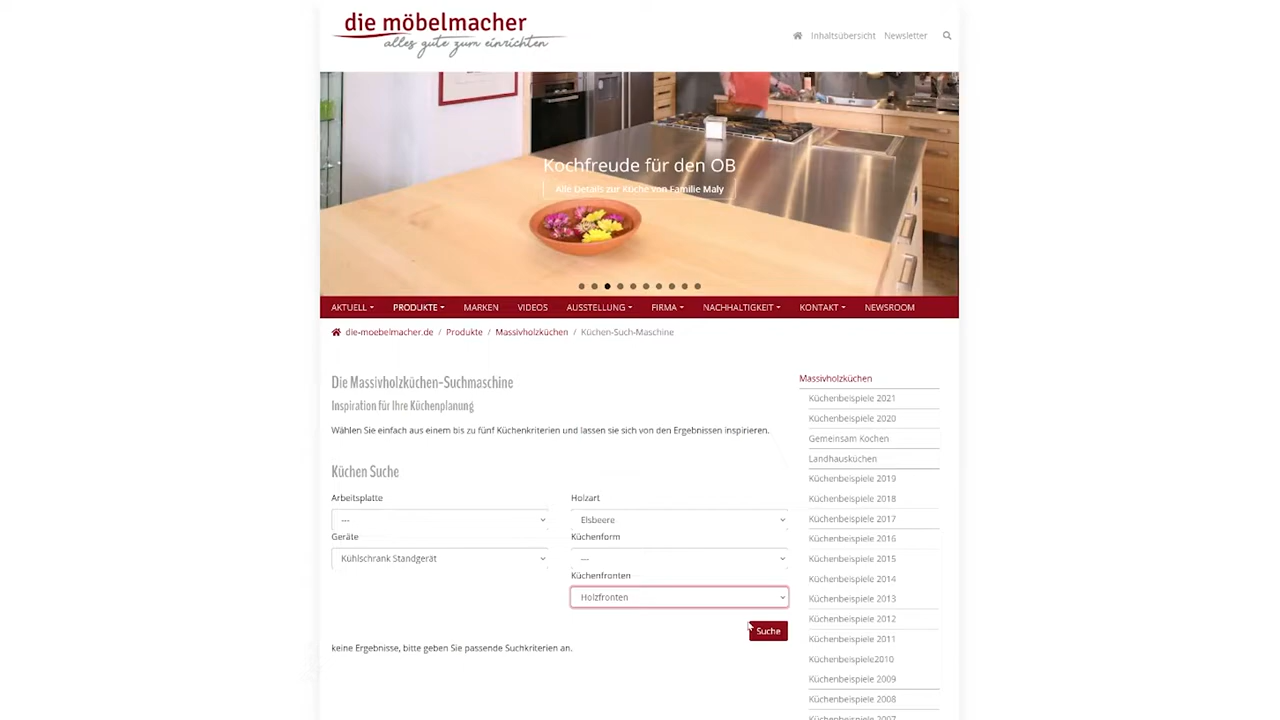 die möbelmacher
alles gute zum einrichten
Inhaltsübersicht Newsletter
Kochfreude für den OB
Alle Details zur Küche von Familie Maly
AKTUELL PRODUKTE MARKEN VIDEOS AUSSTELLUNG FIRMA NACHHALTIGKEIT KONTAKT NEWSROOM
die-moebelmacher.de / Produkte / Massivholzküchen / Küchen-Such-Maschine
Die Massivholzküchen-Suchmaschine
Inspiration für Ihre Küchenplanung
Wählen Sie einfach aus einem bis zu fünf Küchenkriterien und lassen sie sich von den Ergebnissen inspirieren.
Küchen Suche
Arbeitsplatte
---
Geräte
Kühlschrank Standgerät
Holzart
Elsbeere
Küchenform
---
Küchenfronten
Holzfronten
Suche
keine Ergebnisse, bitte geben Sie passende Suchkriterien an.
Massivholzküchen
Küchenbeispiele 2021
Küchenbeispiele 2020
Gemeinsam Kochen
Landhausküchen
Küchenbeispiele 2019
Küchenbeispiele 2018
Küchenbeispiele 2017
Küchenbeispiele 2016
Küchenbeispiele 2015
Küchenbeispiele 2014
Küchenbeispiele 2013
Küchenbeispiele 2012
Küchenbeispiele 2011
Küchenbeispiele2010
Küchenbeispiele 2009
Küchenbeispiele 2008
Küchenbeispiele 2007